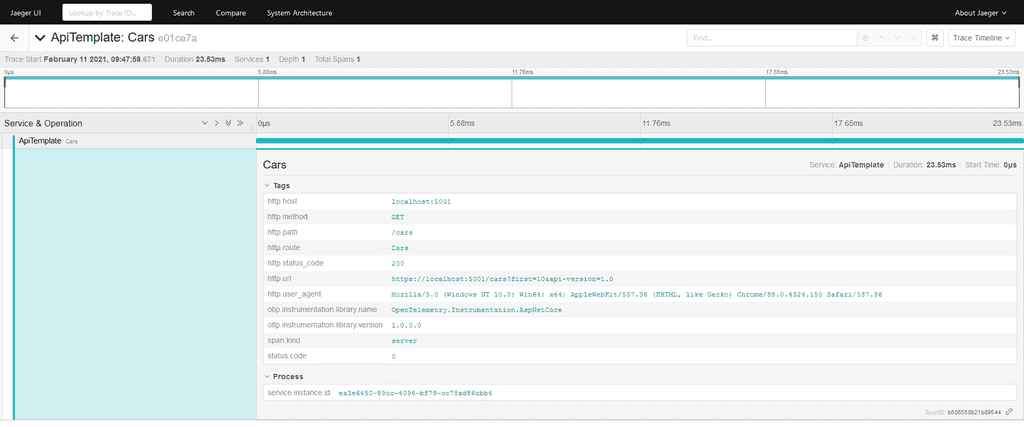 Jaeger UI Lookup by Trace ID... Search Compare System Architecture About Jaeger
ApiTemplate: Cars e01ce7a Find... Trace Timeline
Trace Start February 11 2021, 09:47:58.671 Duration 23.53ms Services 1 Depth 1 Total Spans 1
0μs 5.88ms 11.76ms 17.65ms 23.53ms
Service & Operation 0μs 5.88ms 11.76ms 17.65ms 23.53ms
ApiTemplate Cars
Cars Service: ApiTemplate Duration: 23.53ms Start Time: 0μs
Tags
http.host localhost:5001
http.method GET
http.path /cars
http.route Cars
http.status_code 200
http.url https://localhost:5001/cars?first=10&api-version=1.0
http.user_agent Mozilla/5.0 (Windows NT 10.0; Win64; x64) AppleWebKit/537.36 (KHTML, like Gecko) Chrome/88.0.4324.150 Safari/537.36
otlp.instrumentation.library.name OpenTelemetry.Instrumentation.AspNetCore
otlp.instrumentation.library.version 1.0.0.0
span.kind server
status.code 0
Process
service.instance.id ea3e6450-89cc-4096-bf79-cc78ad86cbb4
SpanID: b886558b21b89544